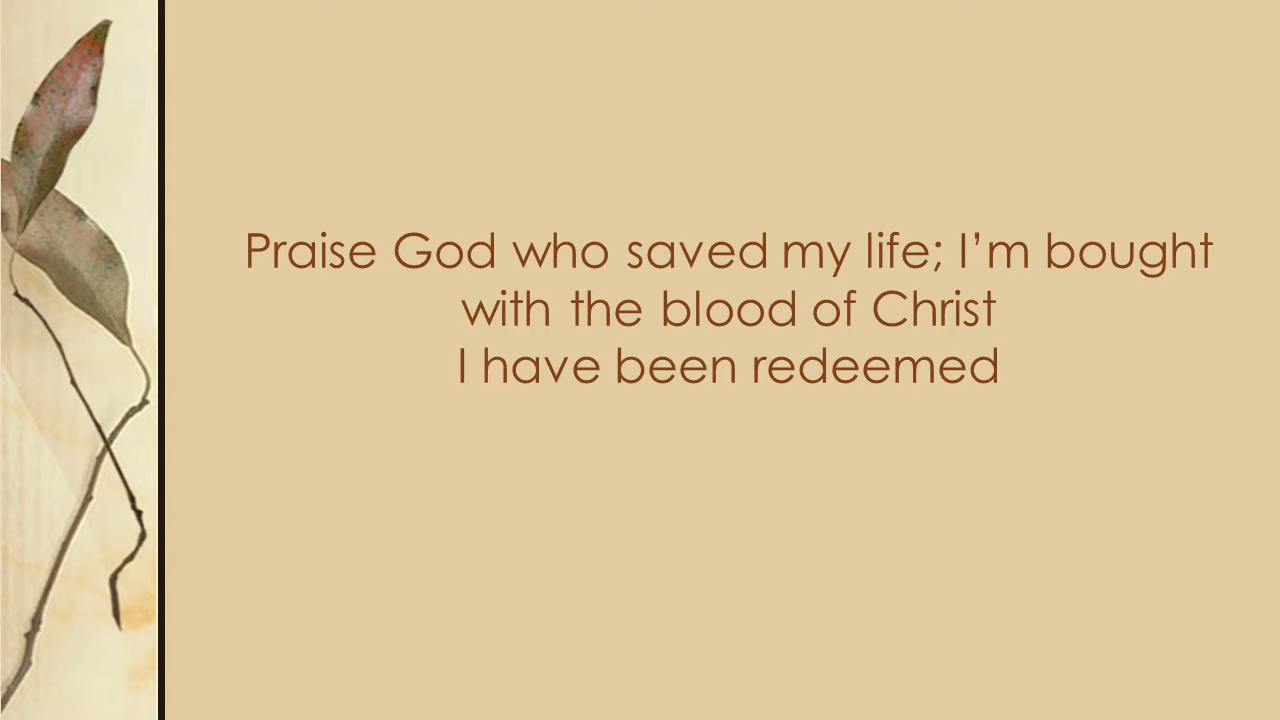 Praise God who saved my life; I’m bought
with the blood of Christ
I have been redeemed